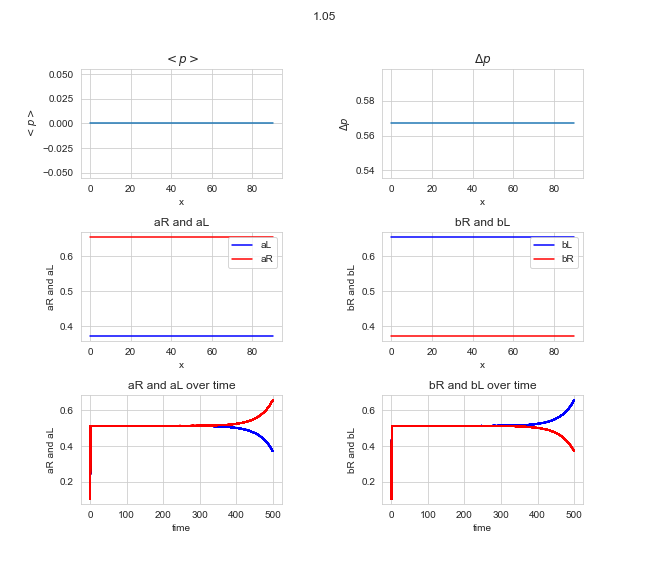 1.05
< p >
Δp
0.050
0.025
0.000
−0.025
−0.050
< p >
0 20 40 60 80
x
0.58
0.56
0.54
Δp
0 20 40 60 80
x
aR and aL
0.6
0.5
0.4
aR and aL
aL
aR
0 20 40 60 80
x
bR and bL
0.6
0.5
0.4
bR and bL
bL
bR
0 20 40 60 80
x
aR and aL over time
0.6
0.4
0.2
aR and aL
0 100 200 300 400 500
time
bR and bL over time
0.6
0.4
0.2
bR and bL
0 100 200 300 400 500
time